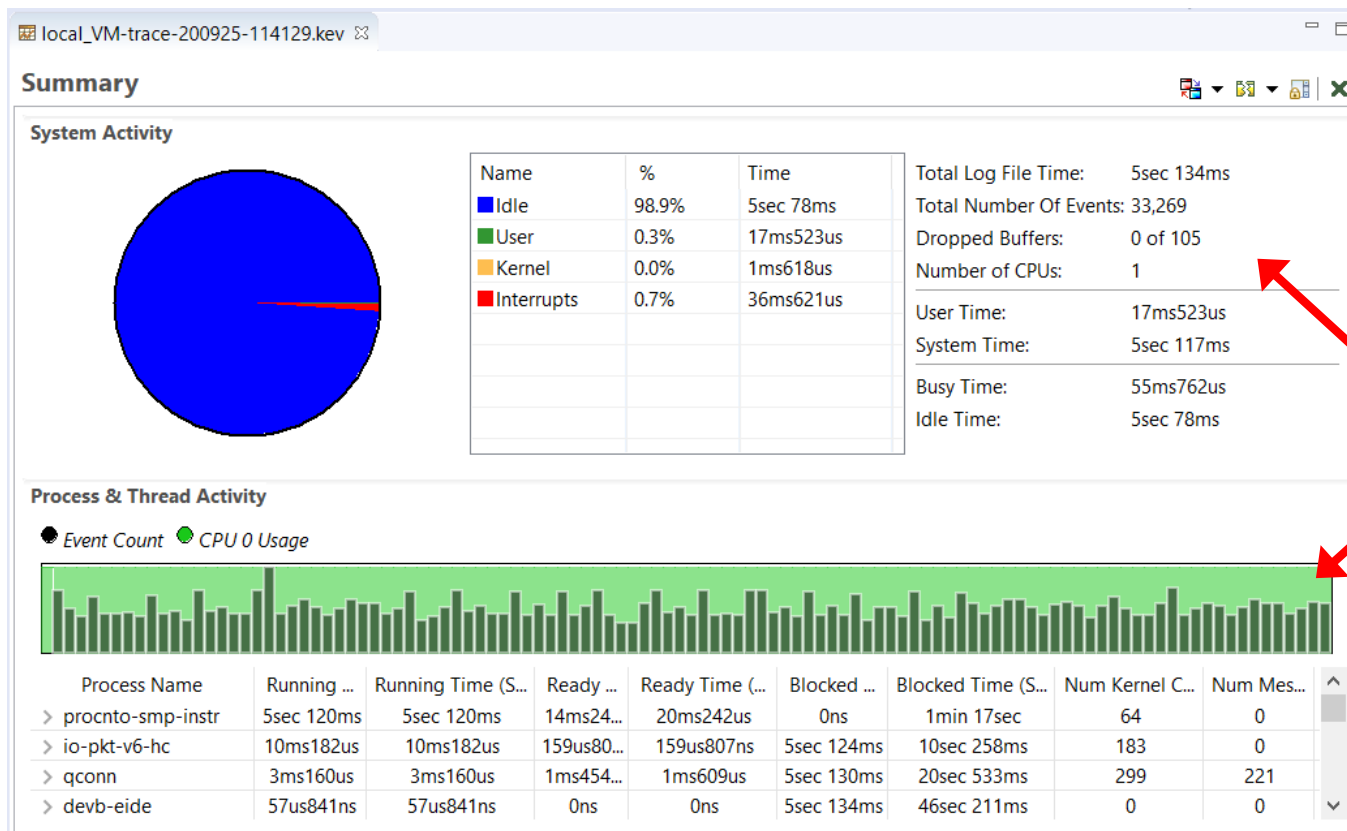 local_VM-trace-200925-114129.kev
Summary
System Activity
Name % Time
Idle 98.9% 5sec 78ms
User 0.3% 17ms523us
Kernel 0.0% 1ms618us
Interrupts 0.7% 36ms621us
Total Log File Time: 5sec 134ms
Total Number Of Events: 33,269
Dropped Buffers: 0 of 105
Number of CPUs: 1
User Time: 17ms523us
System Time: 5sec 117ms
Busy Time: 55ms762us
Idle Time: 5sec 78ms
Process & Thread Activity
Event Count CPU 0 Usage
Process Name Running ... Running Time (S... Ready ... Ready Time (... Blocked ... Blocked Time (S... Num Kernel C... Num Mes...
procnto-smp-instr 5sec 120ms 5sec 120ms 14ms24... 20ms242us 0ns 1min 17sec 64 0
io-pkt-v6-hc 10ms182us 10ms182us 159us80... 159us807ns 5sec 124ms 10sec 258ms 183 0
qconn 3ms160us 3ms160us 1ms454... 1ms609us 5sec 130ms 20sec 533ms 299 221
devb-eide 57us841ns 57us841ns 0ns 0ns 5sec 134ms 46sec 211ms 0 0